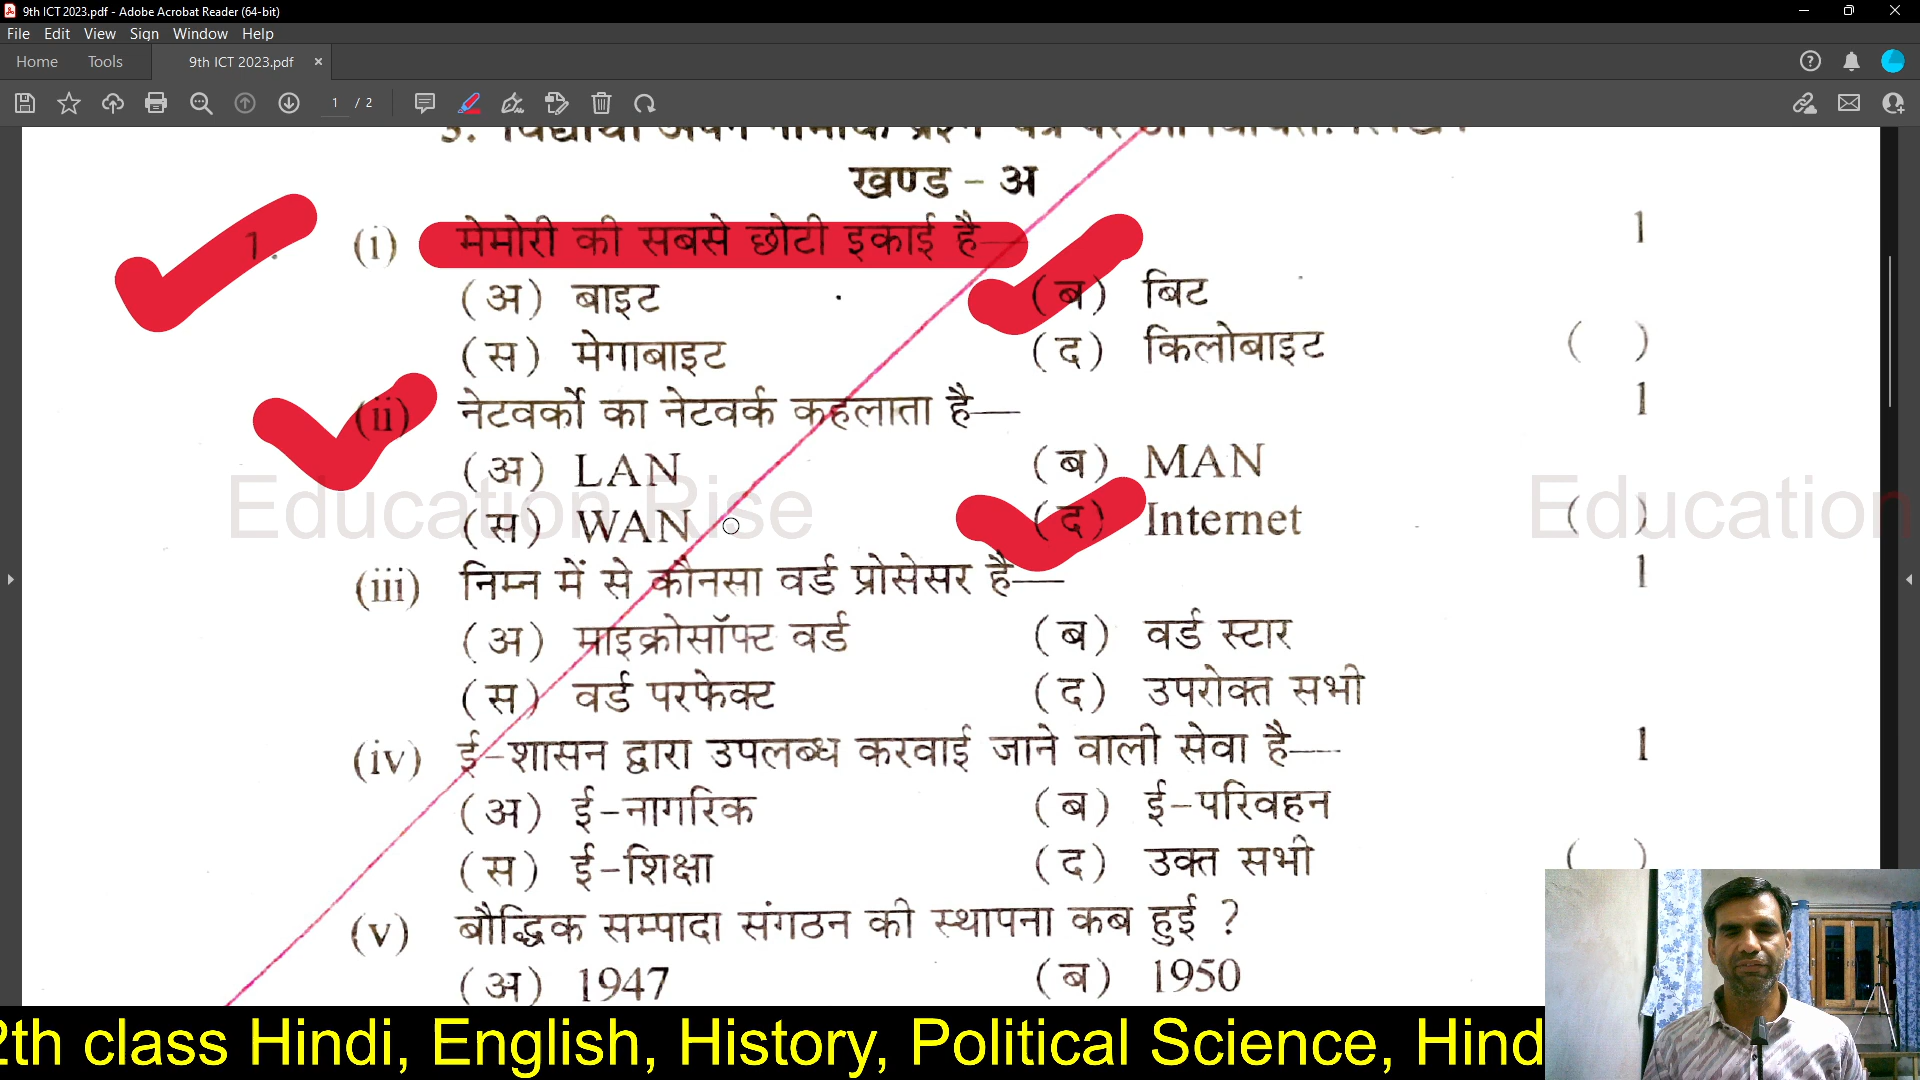 9th ICT 2023.pdf - Adobe Acrobat Reader (64-bit)
File Edit View Sign Window Help
Home Tools 9th ICT 2023.pdf
1 / 2
खण्ड - अ
1. (i) मेमोरी की सबसे छोटी इकाई है— 1
(अ) बाइट (ब) बिट
(स) मेगाबाइट (द) किलोबाइट ( )
(ii) नेटवर्कों का नेटवर्क कहलाता है— 1
(अ) LAN (ब) MAN
Education Rise Education
(स) WAN (द) Internet ( )
(iii) निम्न में से कौनसा वर्ड प्रोसेसर है— 1
(अ) माइक्रोसॉफ्ट वर्ड (ब) वर्ड स्टार
(स) वर्ड परफेक्ट (द) उपरोक्त सभी
(iv) ई-शासन द्वारा उपलब्ध करवाई जाने वाली सेवा है— 1
(अ) ई-नागरिक (ब) ई-परिवहन
(स) ई-शिक्षा (द) उक्त सभी ( )
(v) बौद्धिक सम्पादा संगठन की स्थापना कब हुई ?
(अ) 1947 (ब) 1950
2th class Hindi, English, History, Political Science, Hind